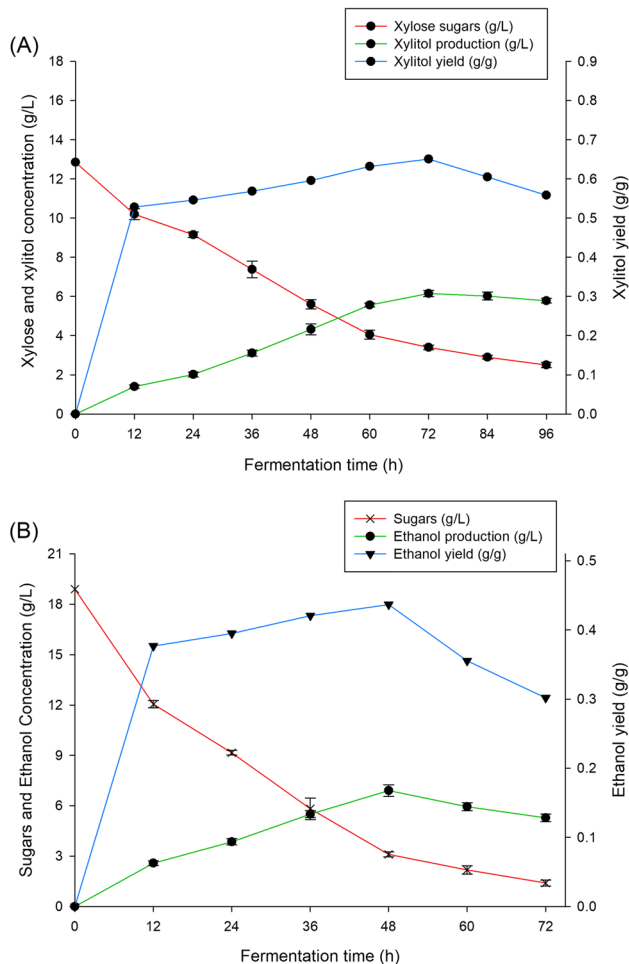 (A)
Xylose sugars (g/L)
Xylitol production (g/L)
Xylitol yield (g/g)
Xylose and xylitol concentration (g/L)
18
16
14
12
10
8
6
4
2
0
0.9
0.8
0.7
0.6
0.5
0.4
0.3
0.2
0.1
0.0
Xylitol yield (g/g)
0 12 24 36 48 60 72 84 96
Fermentation time (h)
(B)
Sugars (g/L)
Ethanol production (g/L)
Ethanol yield (g/g)
Sugars and Ethanol Concentration (g/L)
21
18
15
12
9
6
3
0
0.5
0.4
0.3
0.2
0.1
0.0
Ethanol yield (g/g)
0 12 24 36 48 60 72
Fermentation time (h)